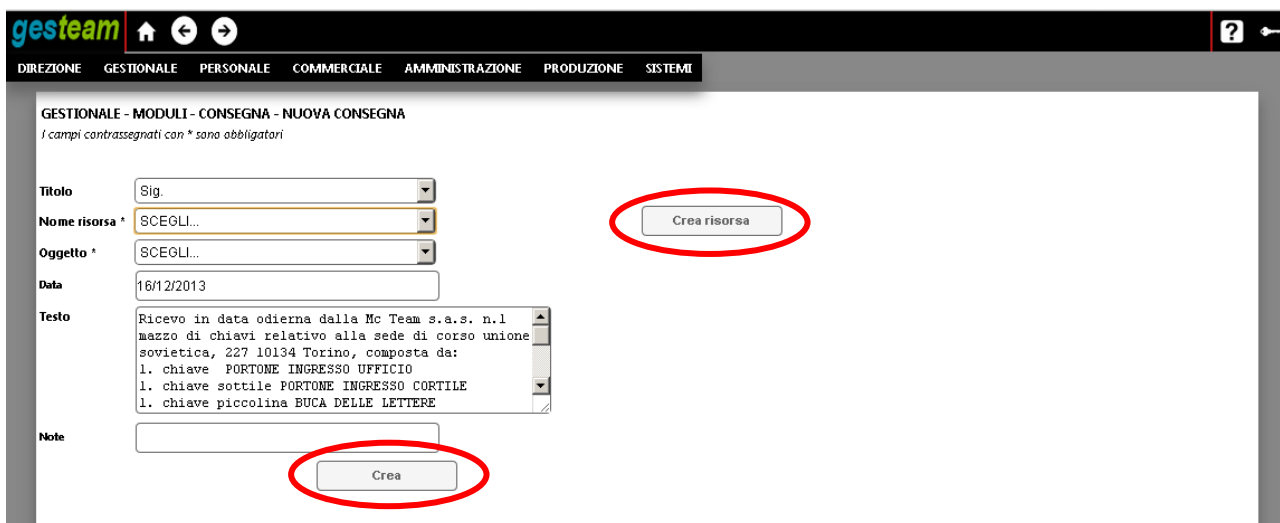 gesteam
DIREZIONE GESTIONALE PERSONALE COMMERCIALE AMMINISTRAZIONE PRODUZIONE SISTEMI
GESTIONALE - MODULI - CONSEGNA - NUOVA CONSEGNA
I campi contrassegnati con * sono obbligatori
Titolo Sig.
Nome risorsa * SCEGLI... Crea risorsa
Oggetto * SCEGLI...
Data 16/12/2013
Testo Ricevo in data odierna dalla Mc Team s.a.s. n.1
mazzo di chiavi relativo alla sede di corso unione
sovietica, 227 10134 Torino, composta da:
1. chiave PORTONE INGRESSO UFFICIO
1. chiave sottile PORTONE INGRESSO CORTILE
1. chiave piccolina BUCA DELLE LETTERE
Note
Crea